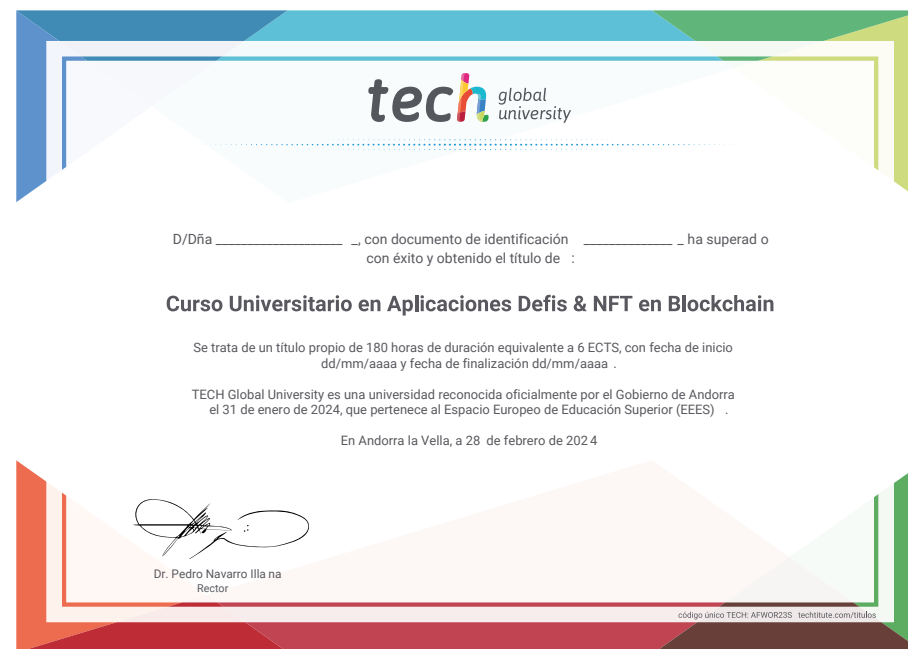 tech global university
D/Dña ____________________ _, con documento de identificación ______________ _ ha superad o
con éxito y obtenido el título de :
Curso Universitario en Aplicaciones Defis & NFT en Blockchain
Se trata de un título propio de 180 horas de duración equivalente a 6 ECTS, con fecha de inicio
dd/mm/aaaa y fecha de finalización dd/mm/aaaa .
TECH Global University es una universidad reconocida oficialmente por el Gobierno de Andorra
el 31 de enero de 2024, que pertenece al Espacio Europeo de Educación Superior (EEES) .
En Andorra la Vella, a 28 de febrero de 2024
Dr. Pedro Navarro Illa na
Rector
código único TECH: AFWOR23S techtitute.com/titulos